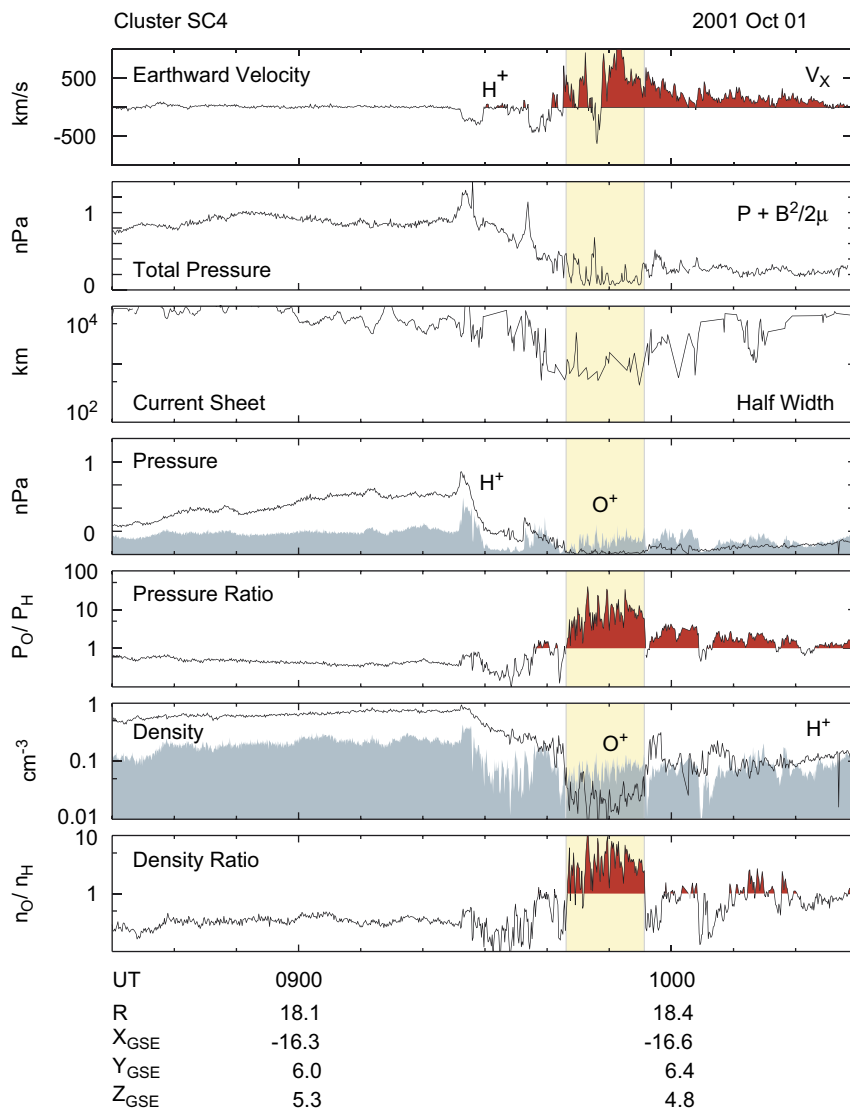 Cluster SC4 2001 Oct 01
km/s
500
-500
Earthward Velocity
H+
VX
nPa
1
0
Total Pressure
P + B²/2μ
km
10⁴
10²
Current Sheet
Half Width
nPa
1
0
Pressure
H+
O+
PO/ PH
100
10
1
Pressure Ratio
cm⁻³
1
0.1
0.01
Density
O+
H+
nO/ nH
10
1
Density Ratio
UT 0900 1000
R 18.1 18.4
XGSE -16.3 -16.6
YGSE 6.0 6.4
ZGSE 5.3 4.8